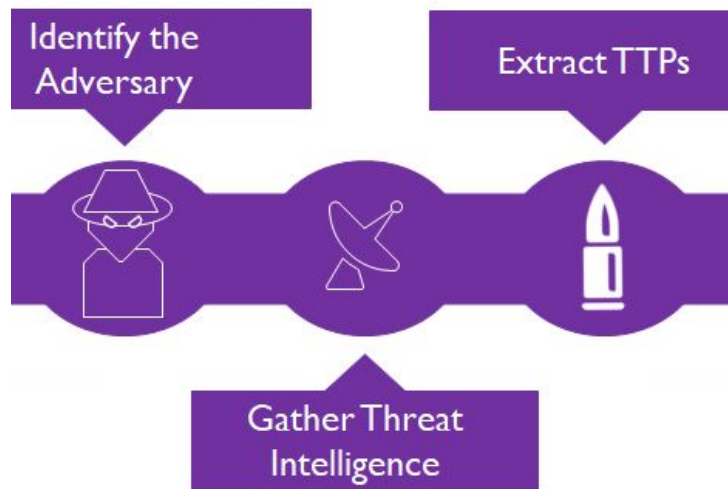 Identify the
Adversary
Gather Threat
Intelligence
Extract TTPs